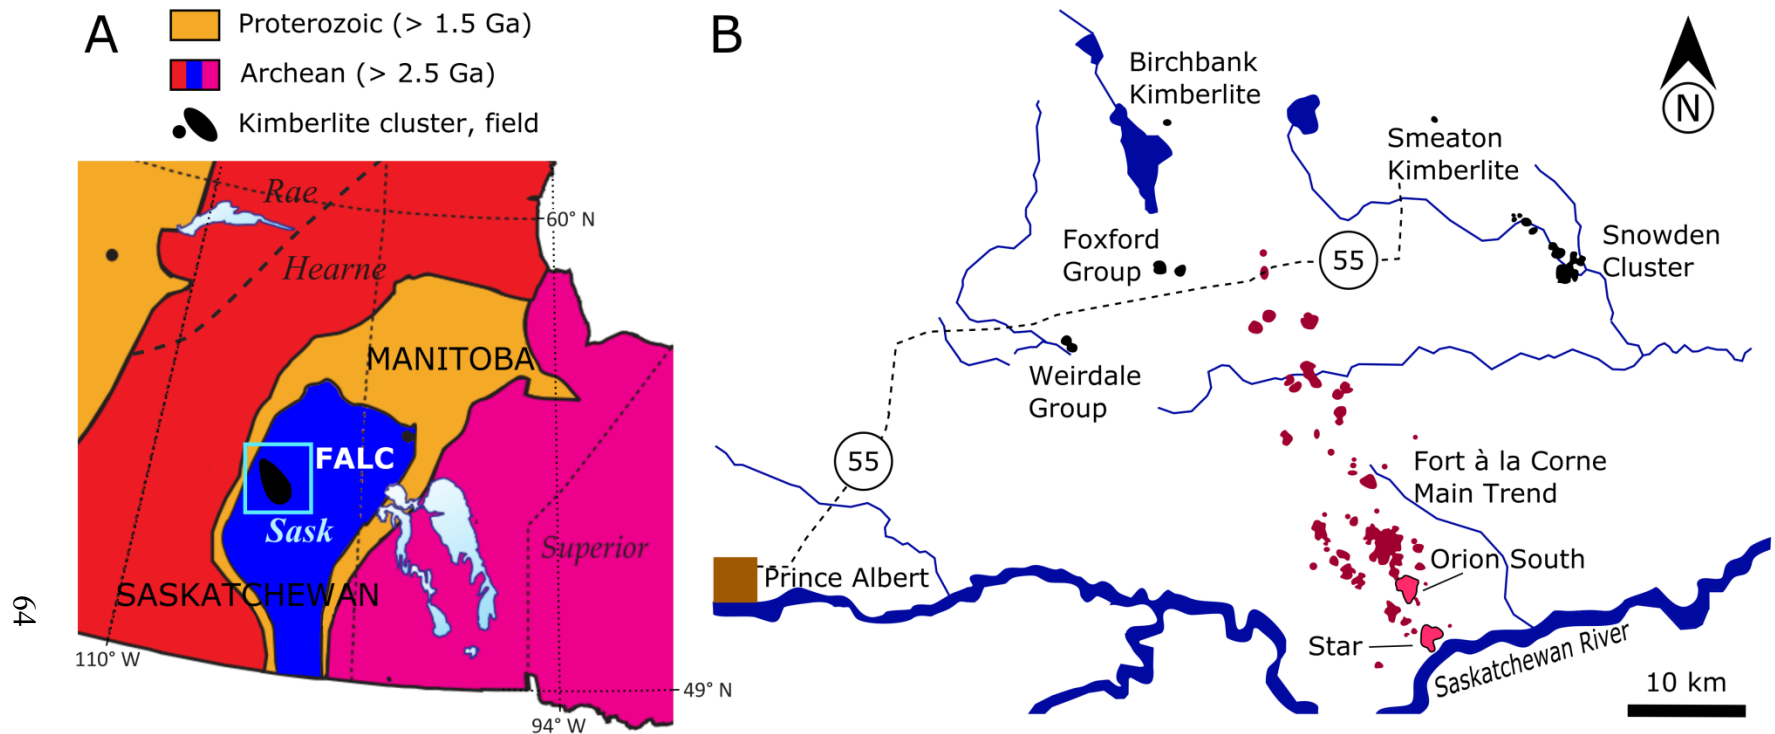 A
Proterozoic (> 1.5 Ga)
Archean (> 2.5 Ga)
Kimberlite cluster, field
Rae
Hearne
60° N
MANITOBA
FALC
Sask
Superior
SASKATCHEWAN
110° W
49° N
94° W
64
B
N
Birchbank
Kimberlite
Smeaton
Kimberlite
Foxford
Group
55
Snowden
Cluster
Weirdale
Group
55
Fort à la Corne
Main Trend
Orion South
Prince Albert
Star
Saskatchewan River
10 km